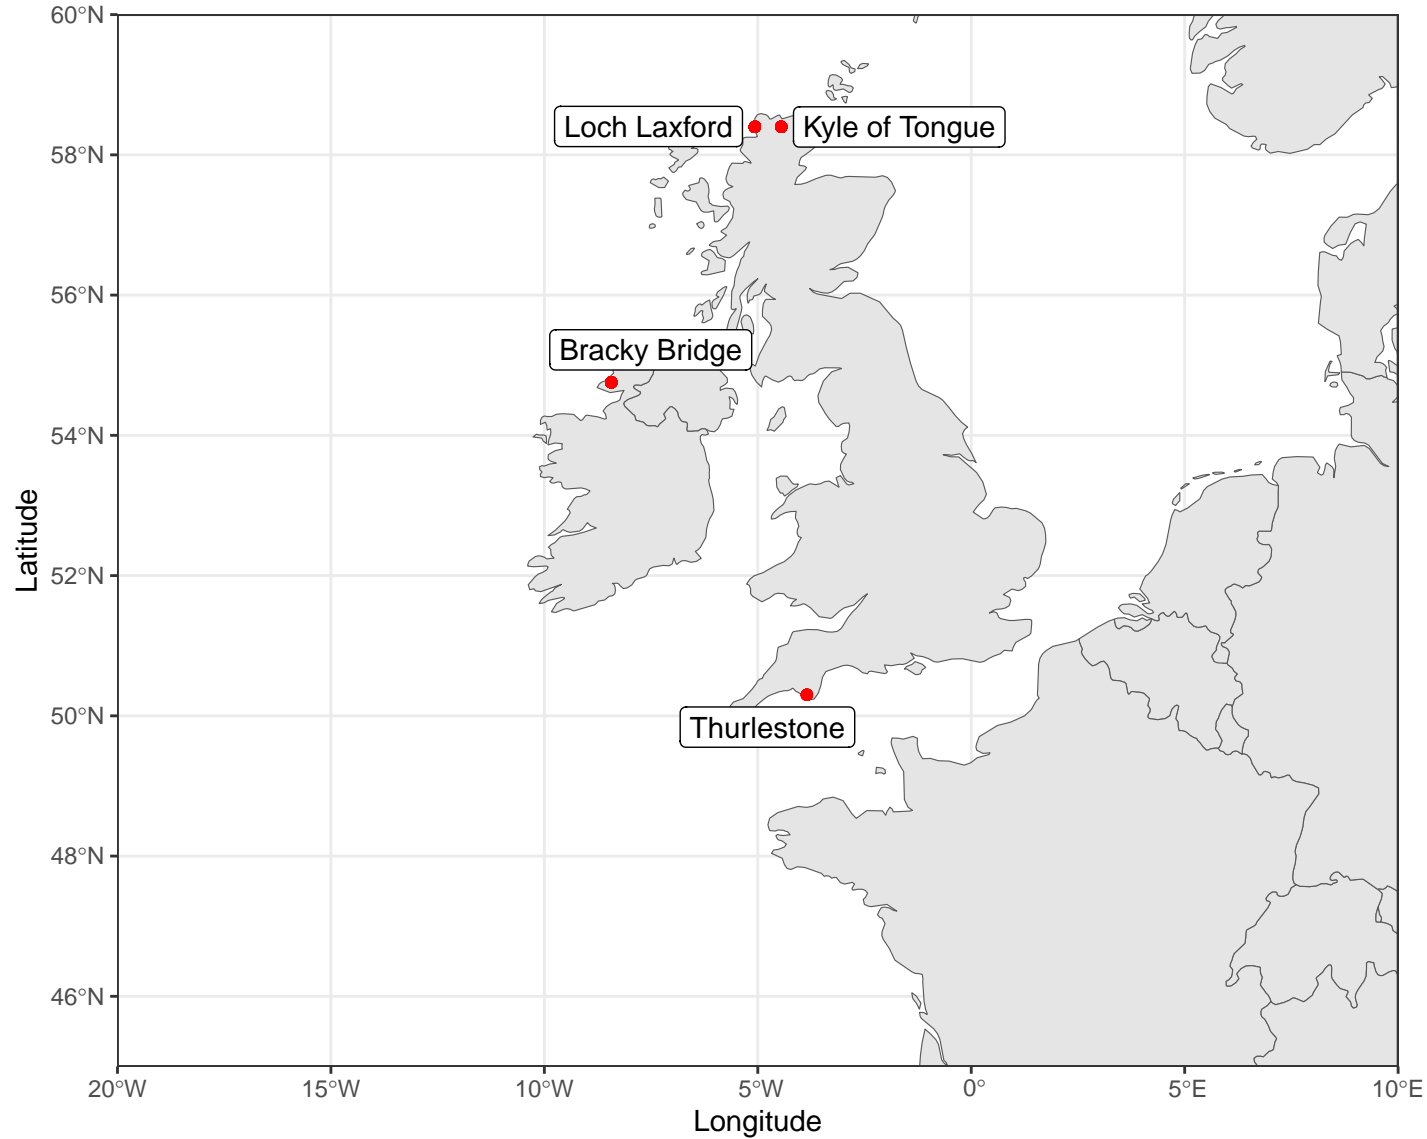 60°N
Loch Laxford
Kyle of Tongue
58°N
56°N
Bracky Bridge
54°N
Latitude
52°N
50°N
Thurlestone
48°N
46°N
20°W
15°W
10°W
5°W
0°
5°E
10°E
Longitude